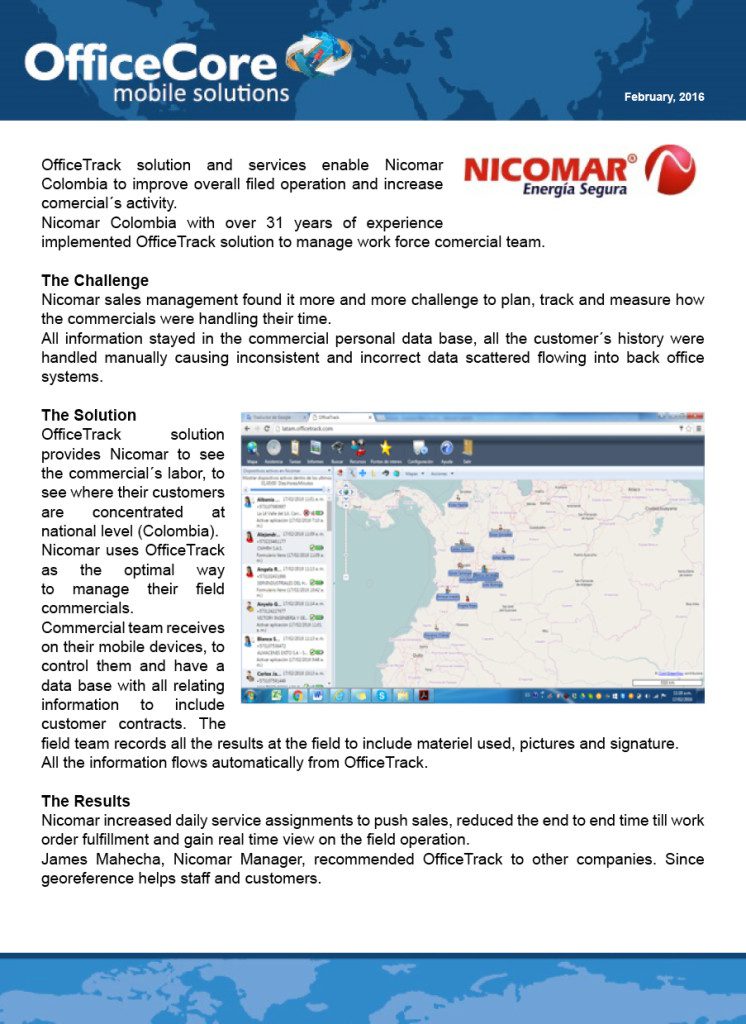 OfficeCore
mobile solutions
February, 2016
NICOMAR®
Energía Segura
OfficeTrack solution and services enable Nicomar
Colombia to improve overall filed operation and increase
comercial´s activity.
Nicomar Colombia with over 31 years of experience
implemented OfficeTrack solution to manage work force comercial team.
The Challenge
Nicomar sales management found it more and more challenge to plan, track and measure how
the commercials were handling their time.
All information stayed in the commercial personal data base, all the customer´s history were
handled manually causing inconsistent and incorrect data scattered flowing into back office
systems.
The Solution
OfficeTrack solution
provides Nicomar to see
the commercial´s labor, to
see where their customers
are concentrated at
national level (Colombia).
Nicomar uses OfficeTrack
as the optimal way
to manage their field
commercials.
Commercial team receives
on their mobile devices, to
control them and have a
data base with all relating
information to include
customer contracts. The
field team records all the results at the field to include materiel used, pictures and signature.
All the information flows automatically from OfficeTrack.
latam.officetrack.com
The Results
Nicomar increased daily service assignments to push sales, reduced the end to end time till work
order fulfillment and gain real time view on the field operation.
James Mahecha, Nicomar Manager, recommended OfficeTrack to other companies. Since
georeference helps staff and customers.